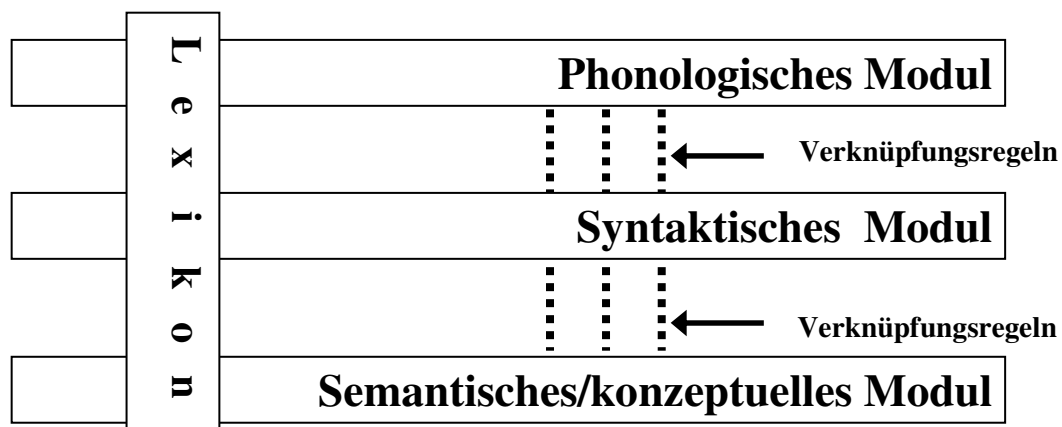 Lexikon
Phonologisches Modul
Verknüpfungsregeln
Syntaktisches Modul
Verknüpfungsregeln
Semantisches/konzeptuelles Modul